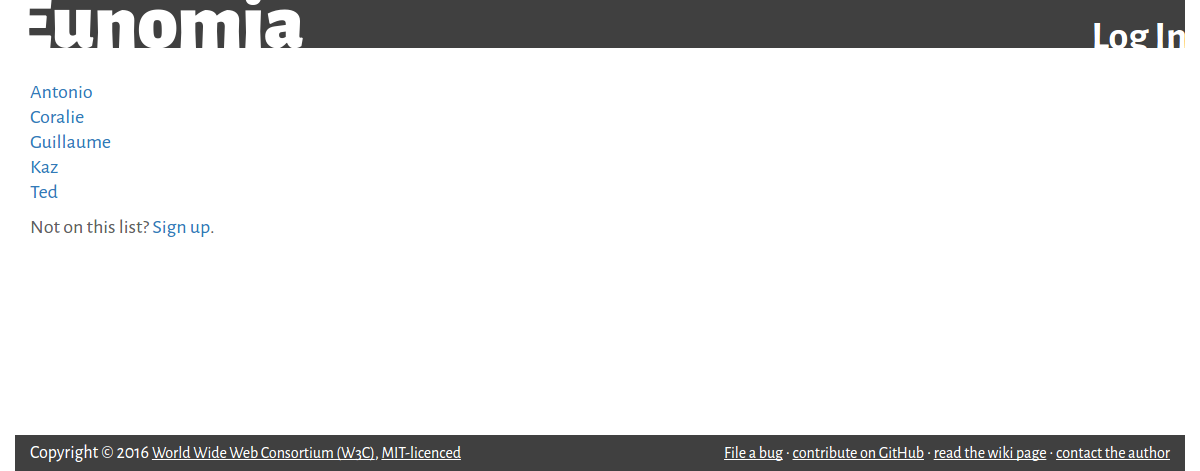 Eunomia
Log In
Antonio
Coralie
Guillaume
Kaz
Ted
Not on this list? Sign up.
Copyright © 2016 World Wide Web Consortium (W3C), MIT-licenced
File a bug · contribute on GitHub · read the wiki page · contact the author